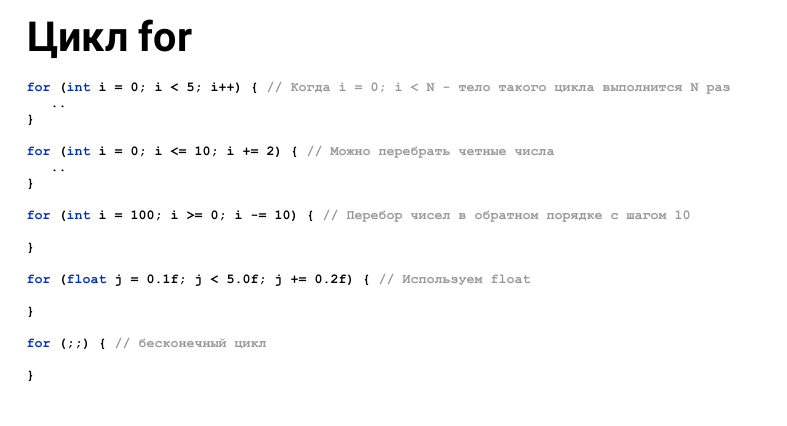 Цикл for
for (int i = 0; i < 5; i++) { // Когда i = 0; i < N - тело такого цикла выполнится N раз
..
}
for (int i = 0; i <= 10; i += 2) { // Можно перебрать четные числа
..
}
for (int i = 100; i >= 0; i -= 10) { // Перебор чисел в обратном порядке с шагом 10
}
for (float j = 0.1f; j < 5.0f; j += 0.2f) { // Используем float
}
for (;;) { // бесконечный цикл
}